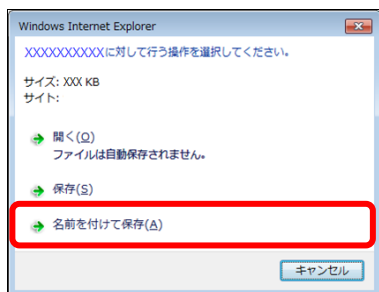 Windows Internet Explorer
XXXXXXXXXXに対して行う操作を選択してください。
サイズ: XXX KB
サイト:
開く(O)
ファイルは自動保存されません。
保存(S)
名前を付けて保存(A)
キャンセル